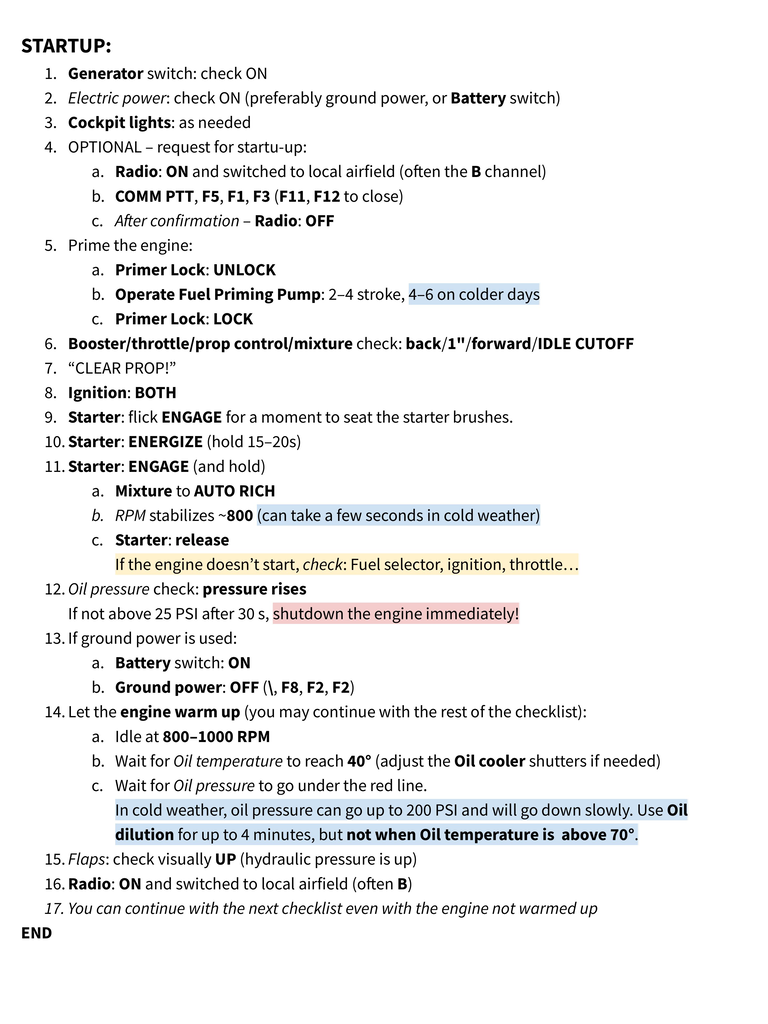 STARTUP:
1. Generator switch: check ON
2. Electric power: check ON (preferably ground power, or Battery switch)
3. Cockpit lights: as needed
4. OPTIONAL – request for startu-up:
a. Radio: ON and switched to local airfield (often the B channel)
b. COMM PTT, F5, F1, F3 (F11, F12 to close)
c. After confirmation – Radio: OFF
5. Prime the engine:
a. Primer Lock: UNLOCK
b. Operate Fuel Priming Pump: 2–4 stroke, 4–6 on colder days
c. Primer Lock: LOCK
6. Booster/throttle/prop control/mixture check: back/1"/forward/IDLE CUTOFF
7. “CLEAR PROP!”
8. Ignition: BOTH
9. Starter: flick ENGAGE for a moment to seat the starter brushes.
10. Starter: ENERGIZE (hold 15–20s)
11. Starter: ENGAGE (and hold)
a. Mixture to AUTO RICH
b. RPM stabilizes ~800 (can take a few seconds in cold weather)
c. Starter: release
If the engine doesn’t start, check: Fuel selector, ignition, throttle…
12. Oil pressure check: pressure rises
If not above 25 PSI after 30 s, shutdown the engine immediately!
13. If ground power is used:
a. Battery switch: ON
b. Ground power: OFF (\, F8, F2, F2)
14. Let the engine warm up (you may continue with the rest of the checklist):
a. Idle at 800–1000 RPM
b. Wait for Oil temperature to reach 40° (adjust the Oil cooler shutters if needed)
c. Wait for Oil pressure to go under the red line.
In cold weather, oil pressure can go up to 200 PSI and will go down slowly. Use Oil
dilution for up to 4 minutes, but not when Oil temperature is  above 70°.
15. Flaps: check visually UP (hydraulic pressure is up)
16. Radio: ON and switched to local airfield (often B)
17. You can continue with the next checklist even with the engine not warmed up
END